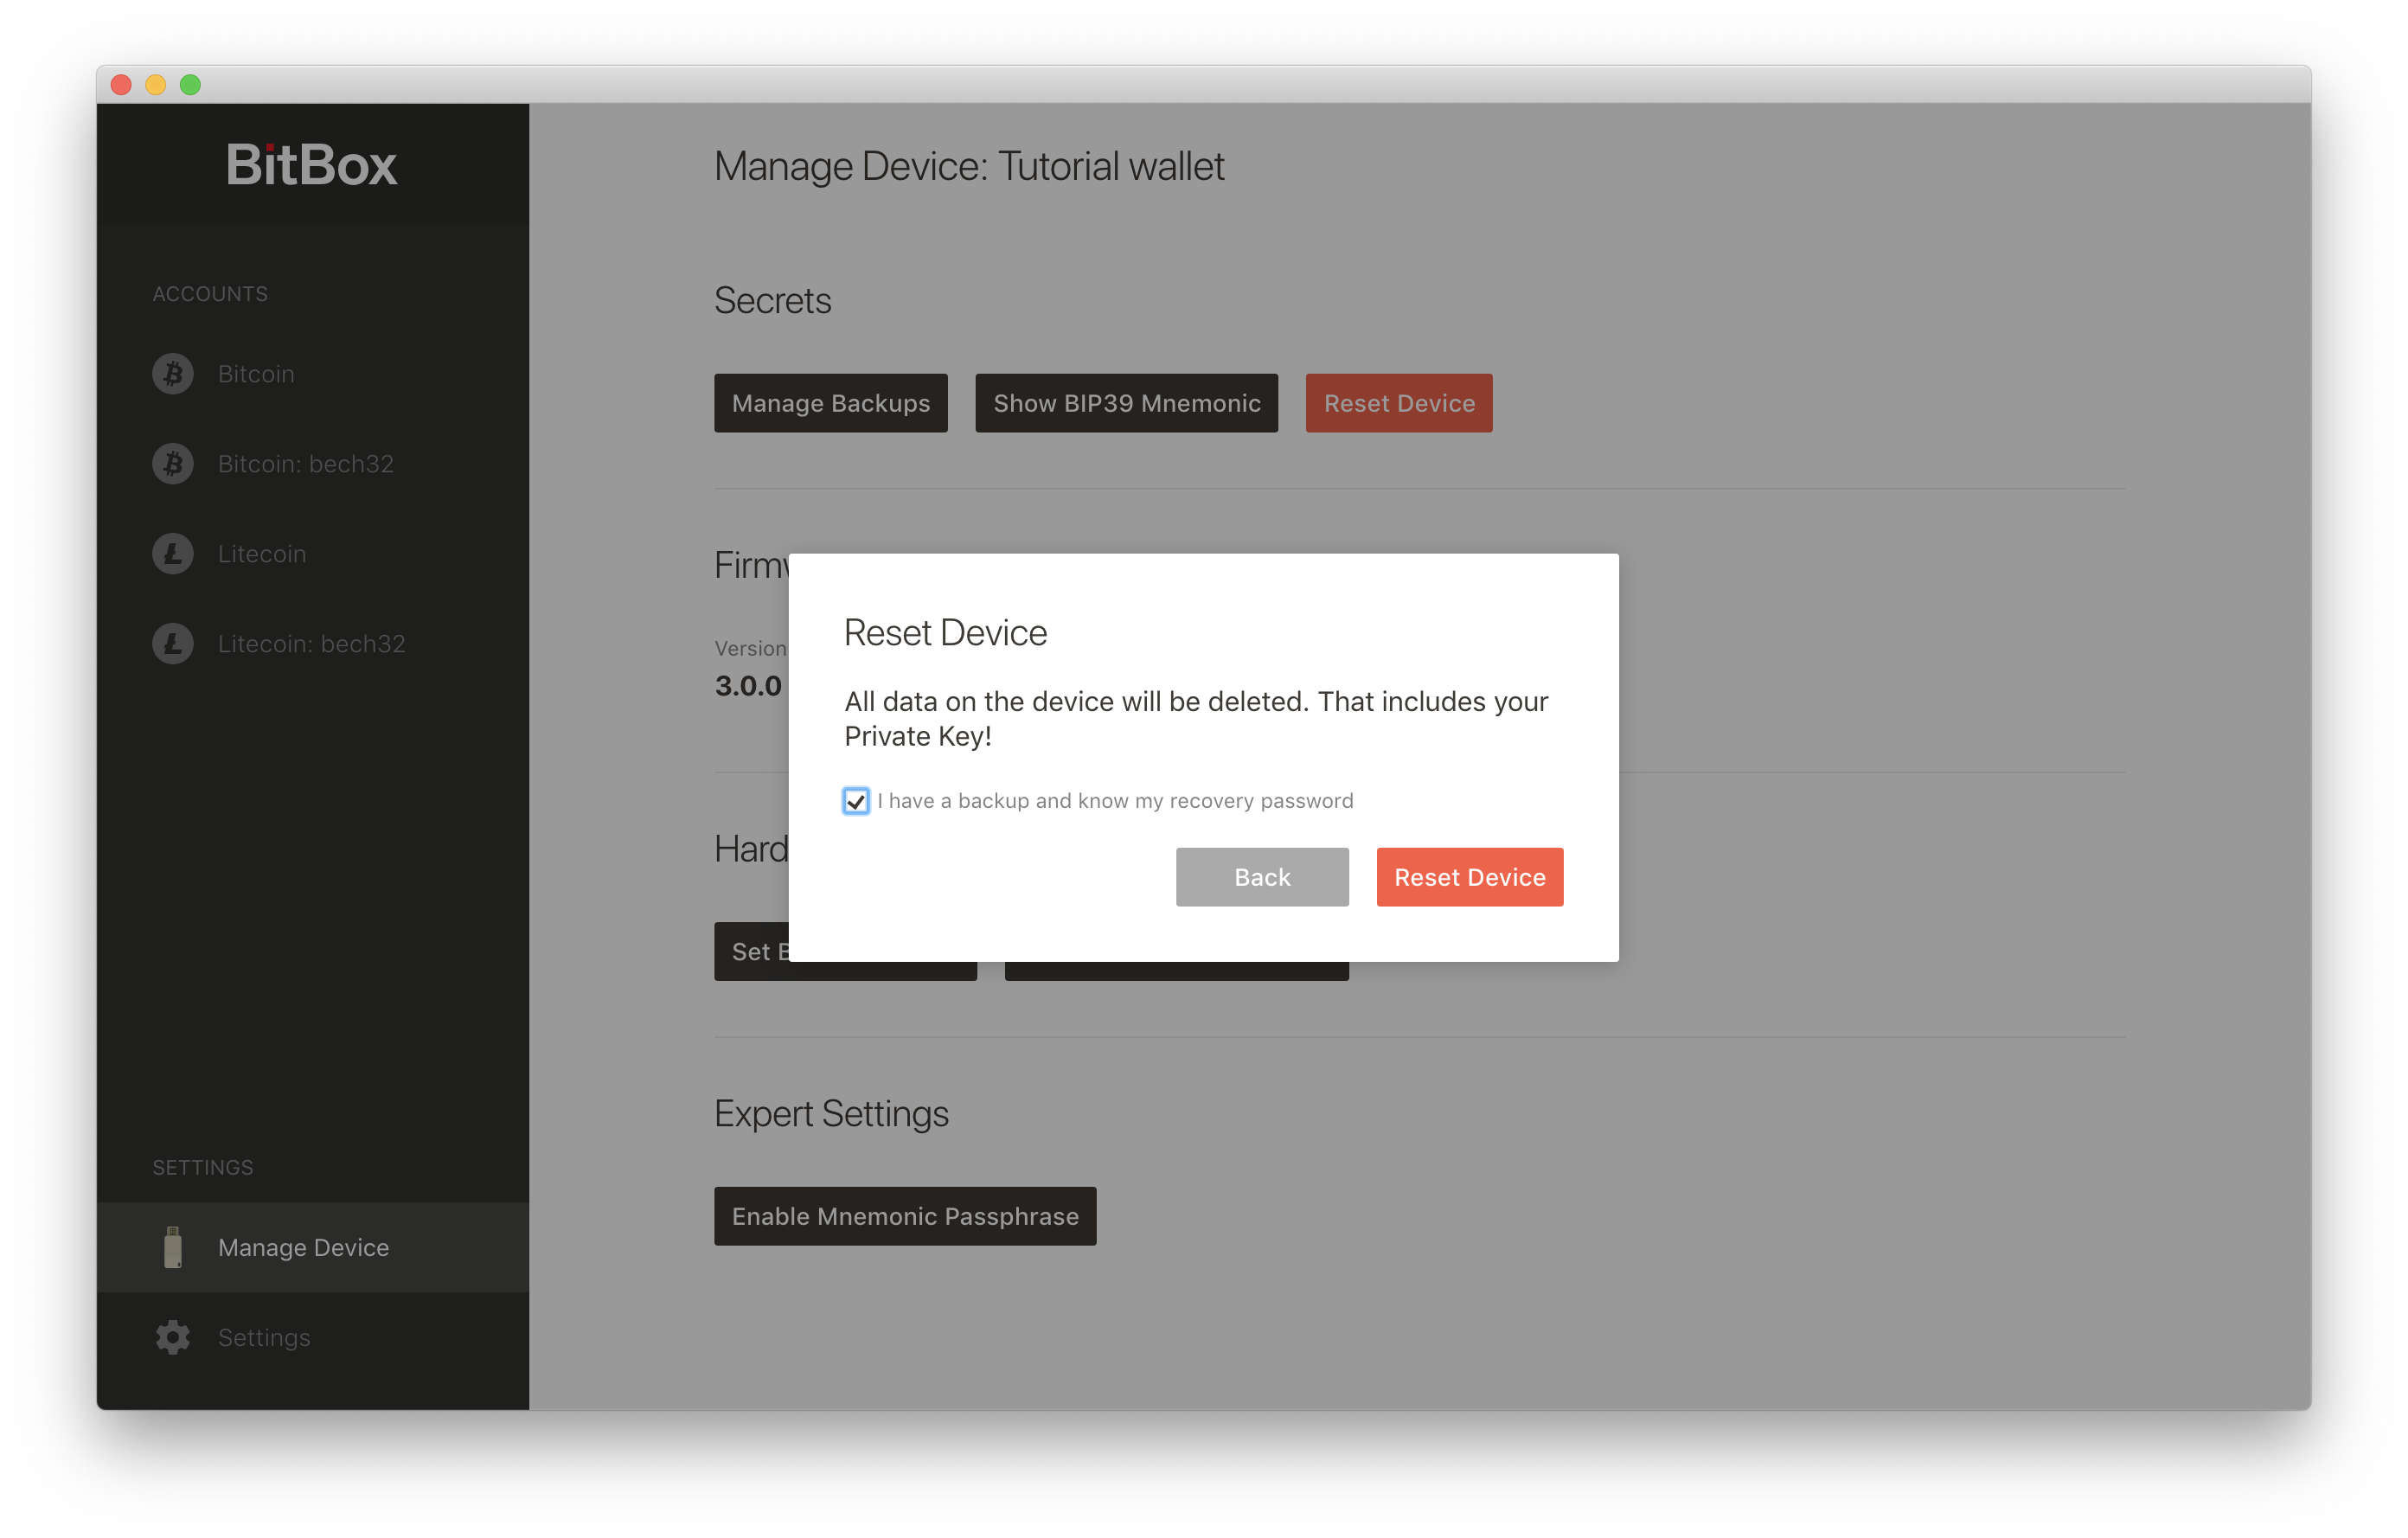 BitBox
ACCOUNTS
Bitcoin
Bitcoin: bech32
Litcoin
Litecoin: bech32
SETTINGS
Manage Device
Settings
Manage Device: Tutorial wallet
Secrets
Manage Backups Show BIP39 Mnemonic Reset Device
Version
3.0.0
Reset Device
All data on the device will be deleted. That includes your
Private Key!
I have a backup and know my recovery password
Back Reset Device
Set
Expert Settings
Enable Mnemonic Passphrase